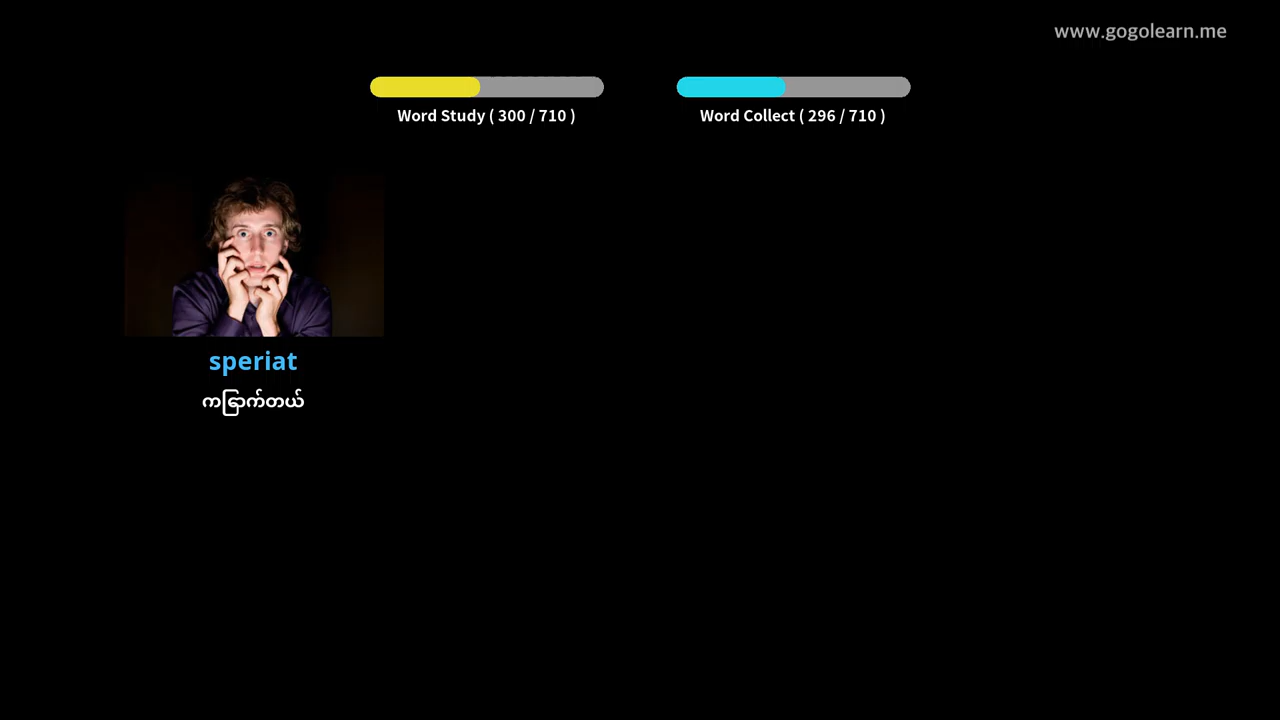 www.gogolearn.me
Word Study ( 300 / 710 )
Word Collect ( 296 / 710 )
speriat
ကြောက်တယ်